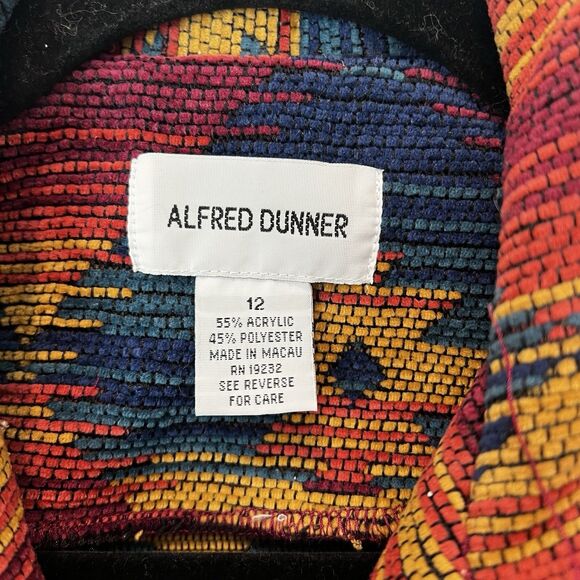 ALFRED DUNNER
12
55% ACRYLIC
45% POLYESTER
MADE IN MACAU
RN 19232
SEE REVERSE
FOR CARE